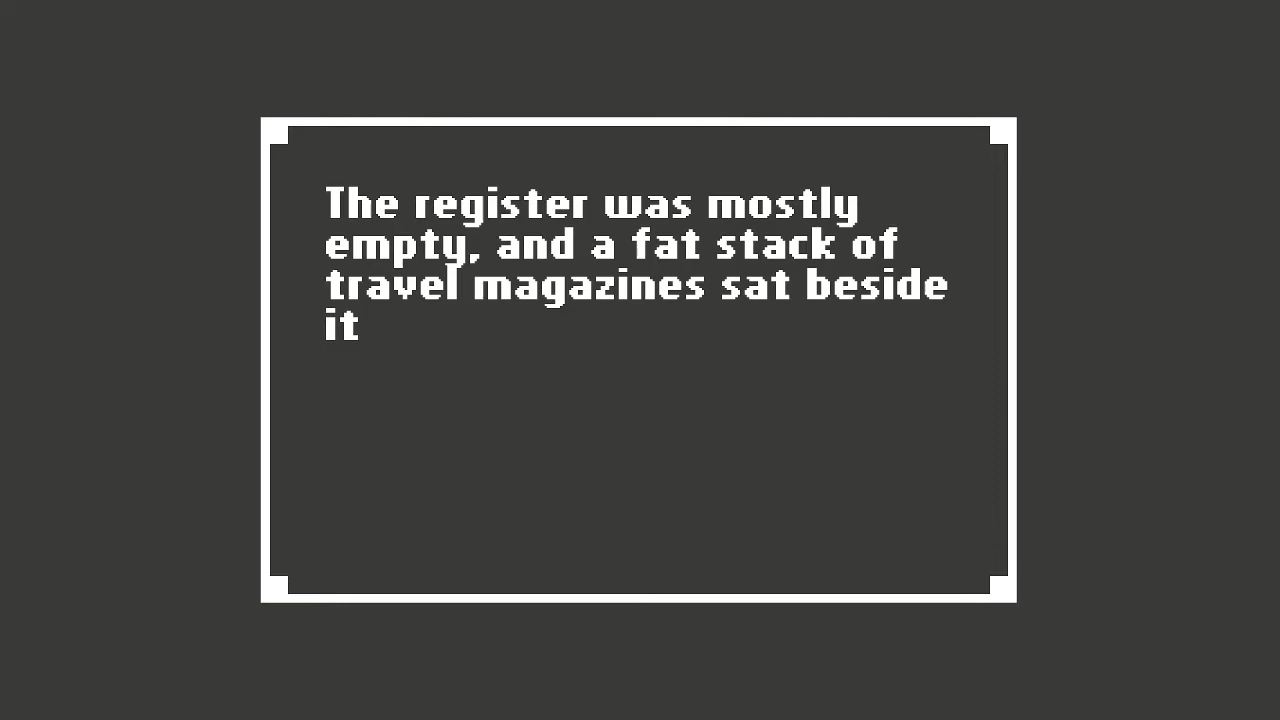 The register was mostly
empty, and a fat stack of
travel magazines sat beside
it